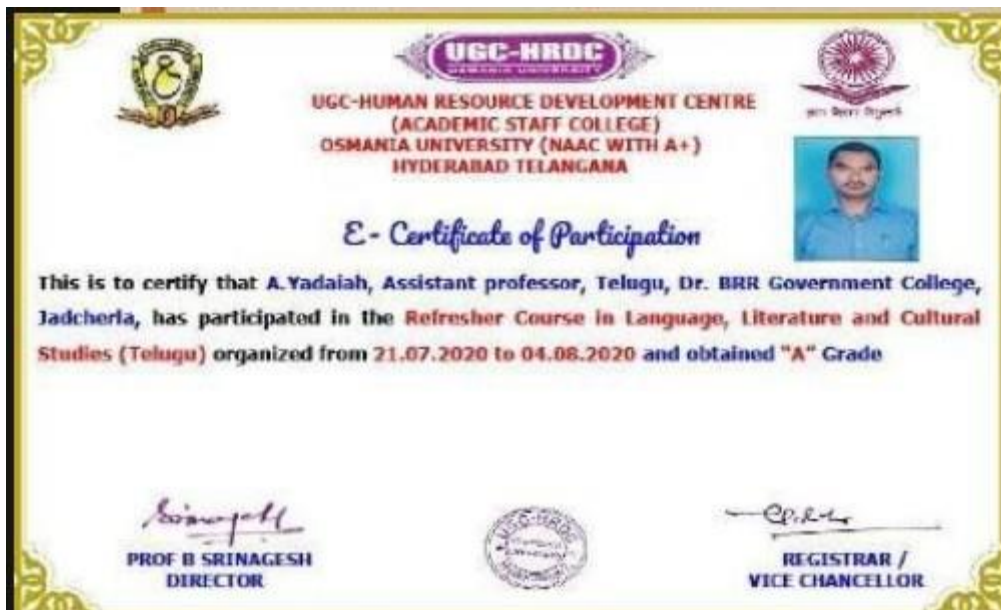 UGC-HRDC
OSMANIA UNIVERSITY
UGC-HUMAN RESOURCE DEVELOPMENT CENTRE
(ACADEMIC STAFF COLLEGE)
OSMANIA UNIVERSITY (NAAC WITH A+)
HYDERABAD TELANGANA
E- Certificate of Participation
This is to certify that A.Yadaiah, Assistant professor, Telugu, Dr. BRR Government College,
Jadcherla, has participated in the Refresher Course in Language, Literature and Cultural
Studies (Telugu) organized from 21.07.2020 to 04.08.2020 and obtained "A" Grade
UGC-HRDC
PROF B SRINAGESH
DIRECTOR
REGISTRAR /
VICE CHANCELLOR